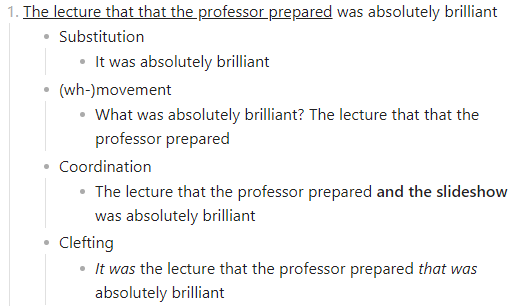 1. The lecture that that the professor prepared was absolutely brilliant
Substitution
It was absolutely brilliant
(wh-)movement
What was absolutely brilliant? The lecture that that the
professor prepared
Coordination
The lecture that the professor prepared and the slideshow
was absolutely brilliant
Clefting
It was the lecture that the professor prepared that was
absolutely brilliant